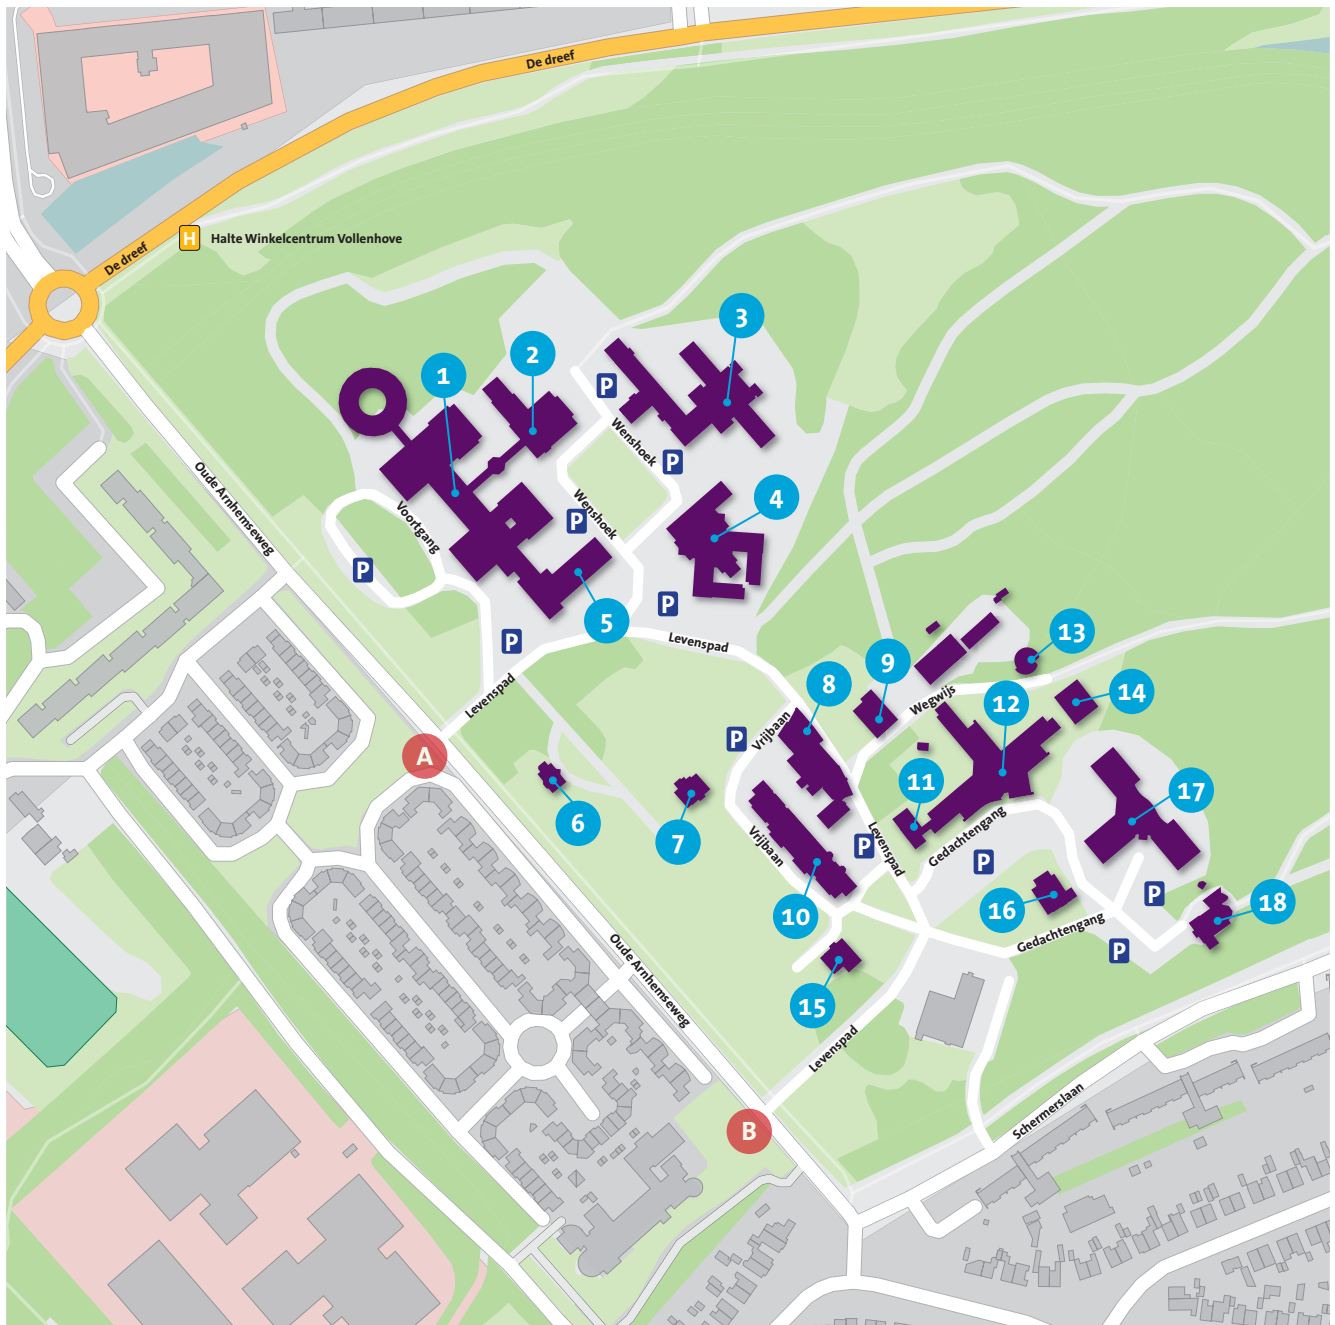 De dreef
H Halte Winkelcentrum Vollenhove
De dreef
3
2
1
P
Wenshoek
P
Oude Arnhemseweg
Voortgang
Wenshoek
P
4
P
P
5
P
Levenspad
13
9
8
Levenspad
Wegwijs
14
12
Vrijbaan
P
A
11
17
6
7
Vrijbaan
Levenspad
P
Gedachtengang
P
P
10
16
18
Gedachtengang
P
Oude Arnhemseweg
15
Levenspad
Schermerslaan
B